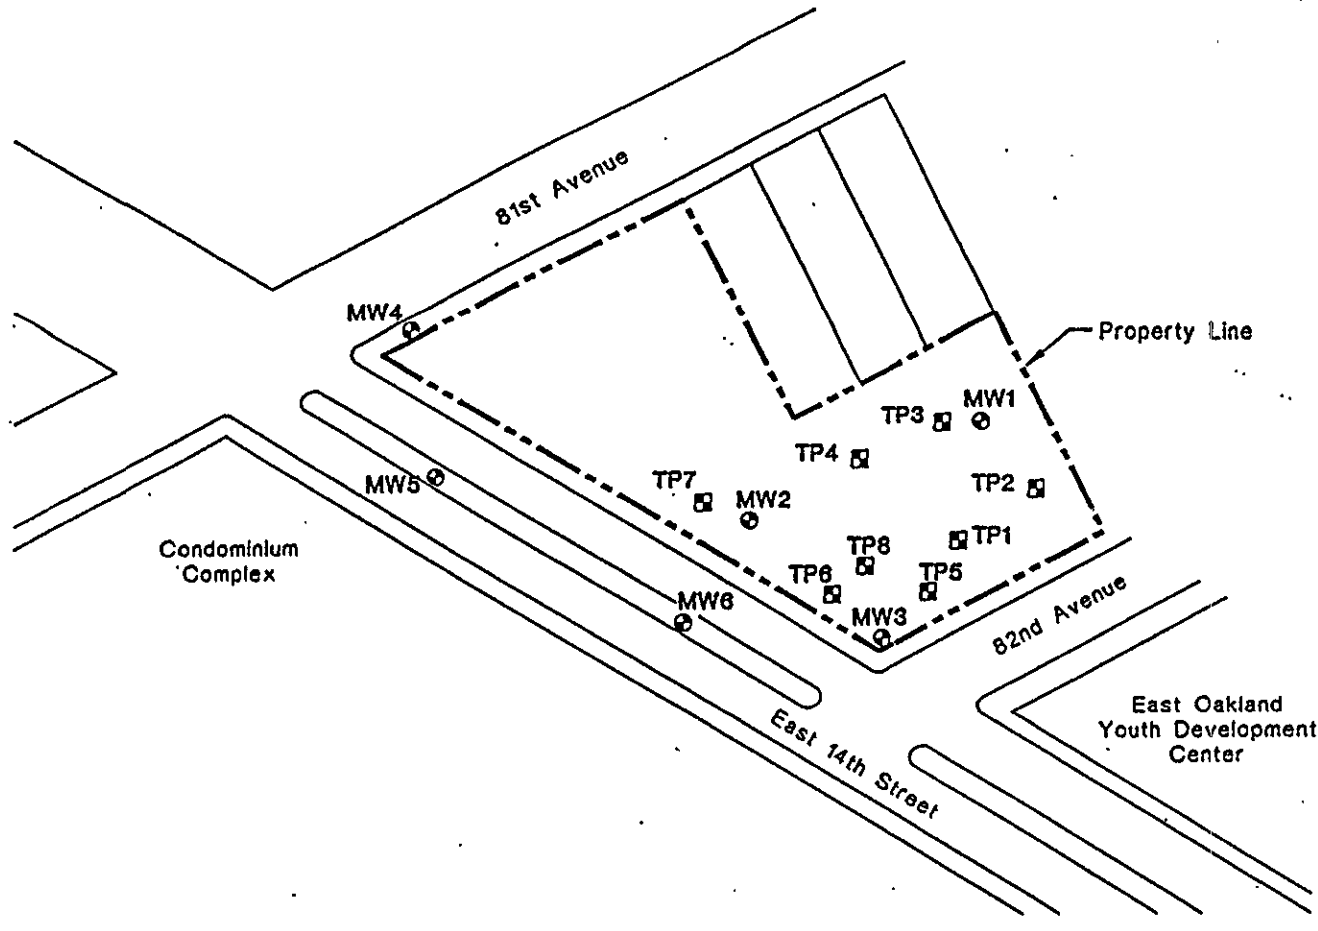 81st Avenue
MW4
Property Line
MW1
TP3
TP4
TP7
TP2
MW5
MW2
TP1
Condominium
Complex
TP8
TP6
TP5
MW6
MW3
82nd Avenue
East Oakland
Youth Development
Center
East 14th Street